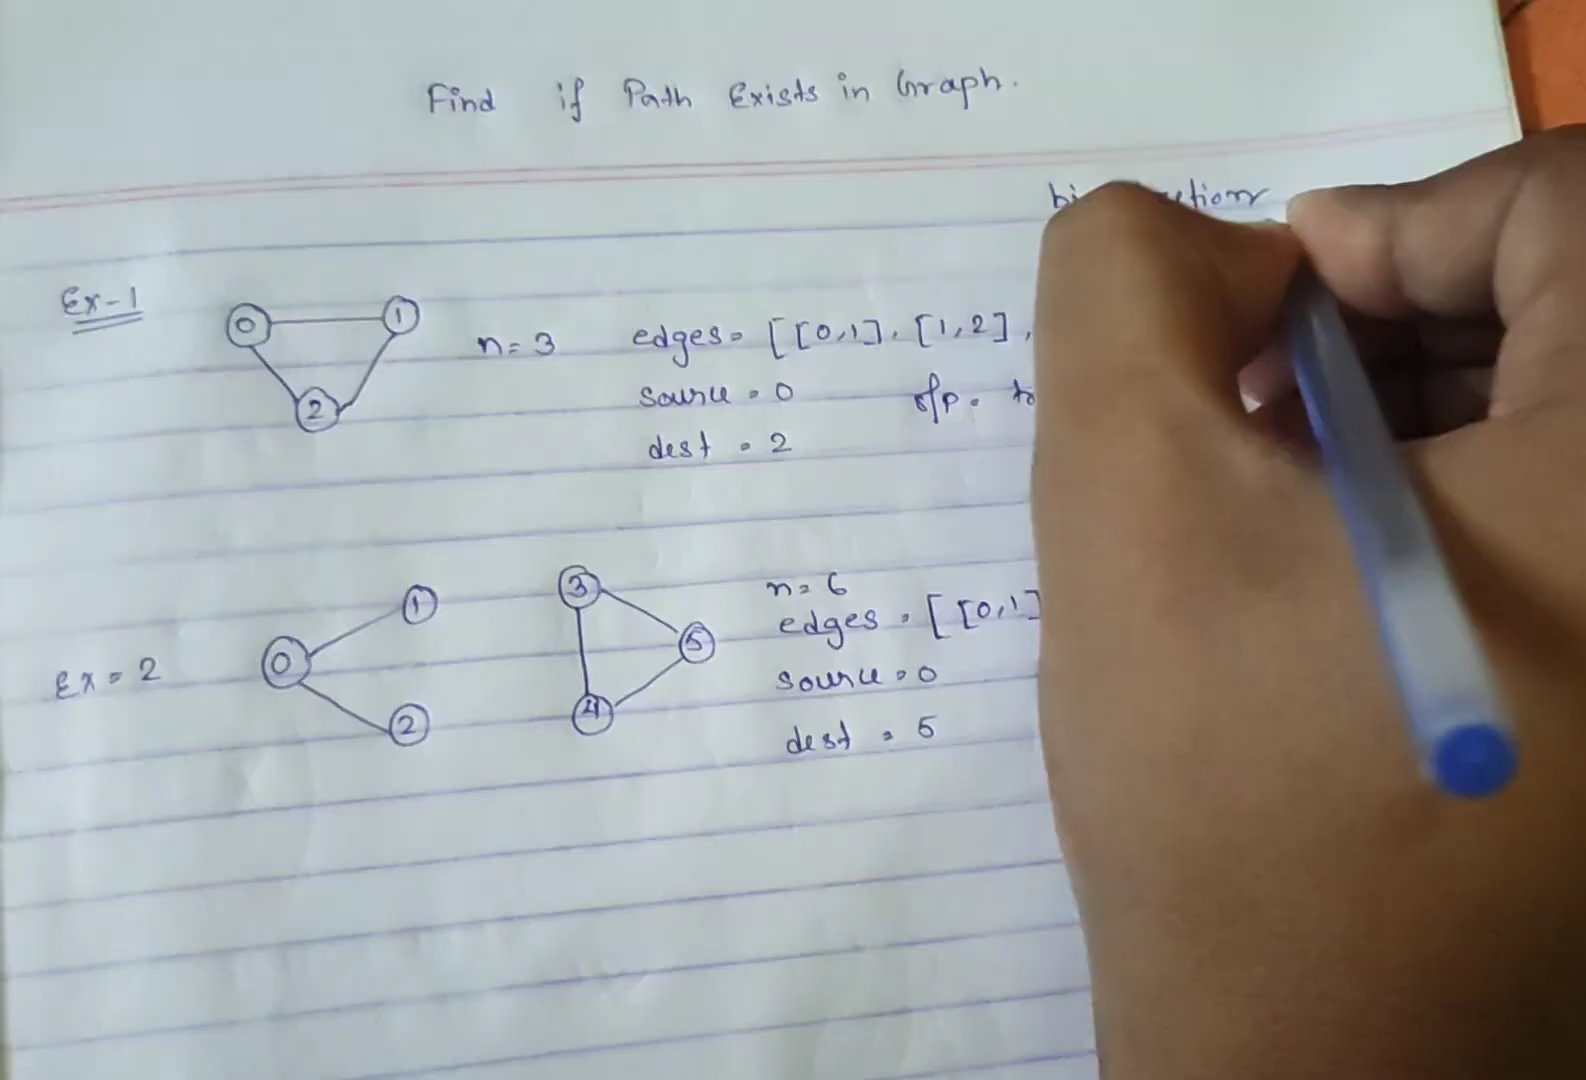 Find if Path Exists in Graph.
Ex-1
0 1
2
n=3 edges = [[0,1], [1,2],
source = 0 o/p =
dest = 2
Ex=2
0 1 2
3 5 4
n=6
edges = [[0,1]
source = 0
dest = 5